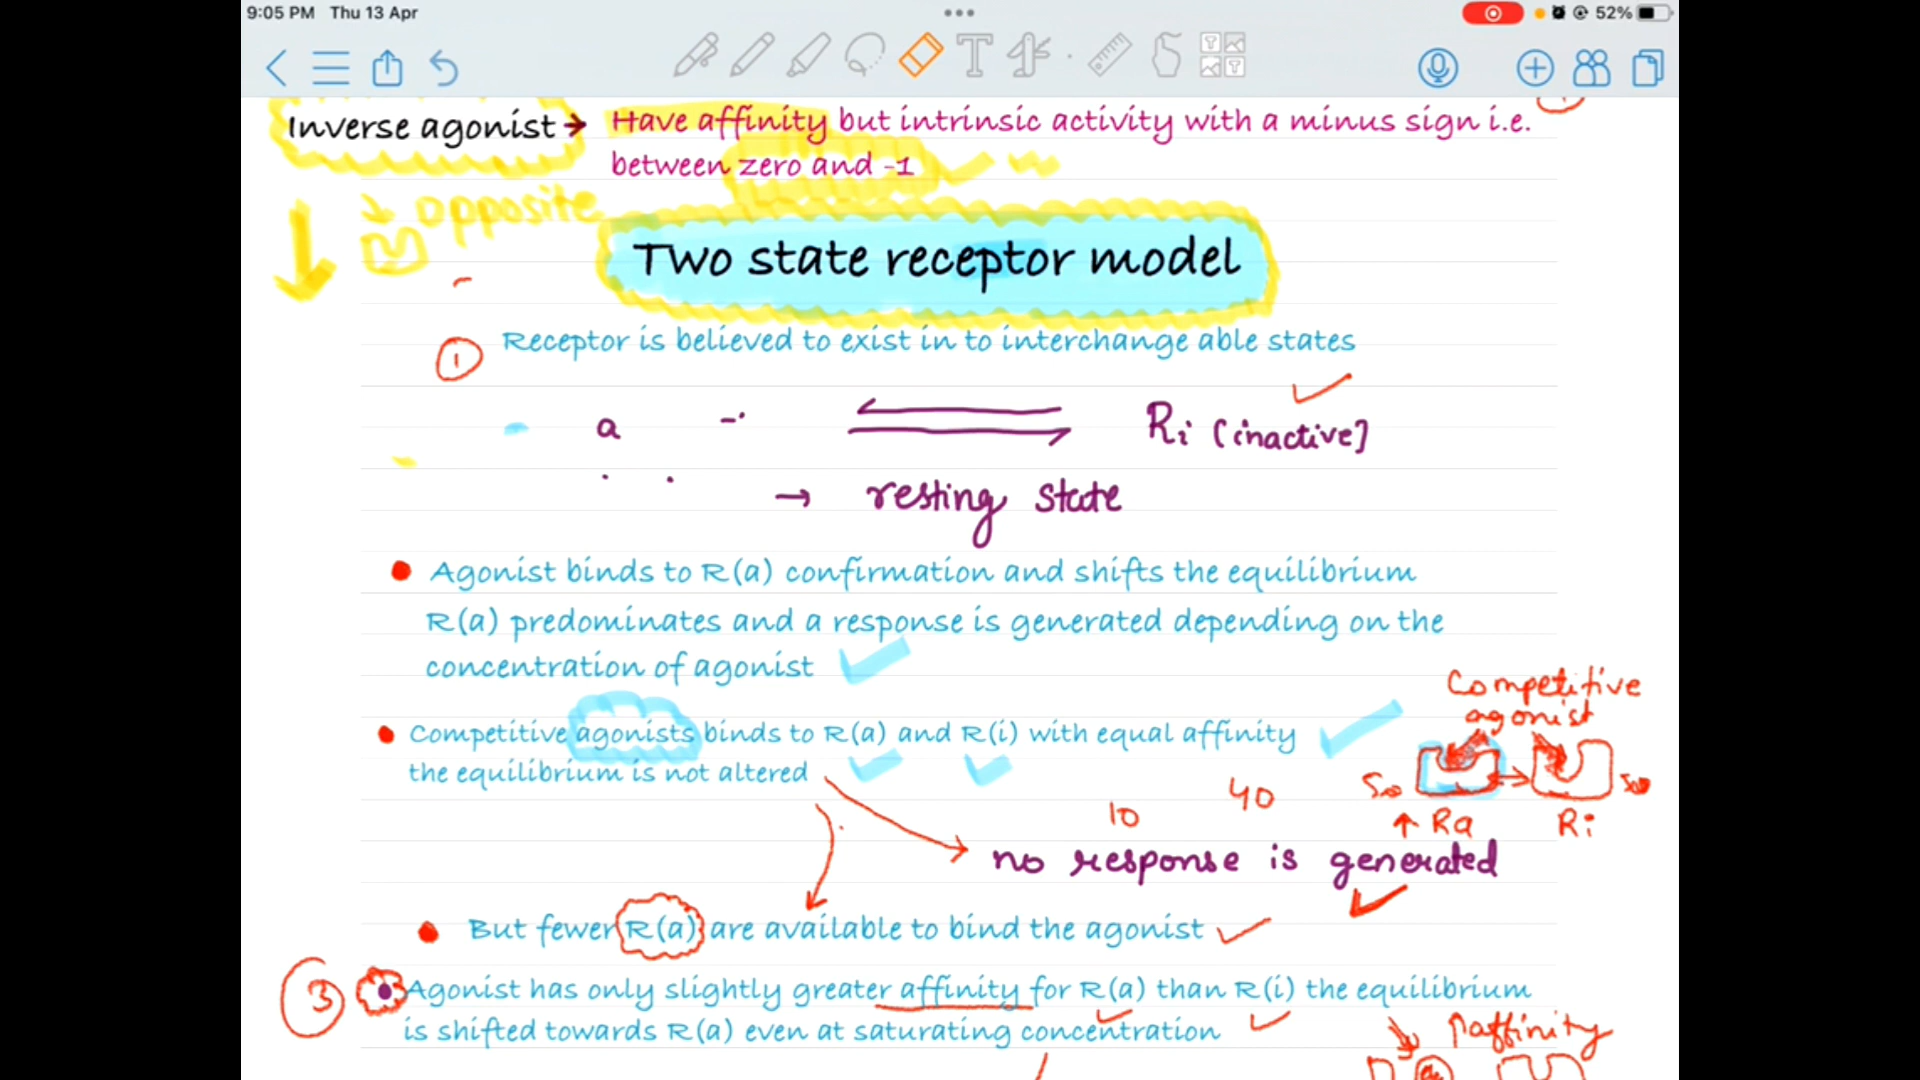 9:05 PM Thu 13 Apr
52%
Inverse agonist → Have affinity but intrinsic activity with a minus sign i.e.
between zero and -1
opposite
Two state receptor model
1 Receptor is believed to exist in to interchange able states
a
Ri [inactive]
→ resting state
Agonist binds to R(a) confirmation and shifts the equilibrium
R(a) predominates and a response is generated depending on the
concentration of agonist
Competitive
agonist
Competitive agonists binds to R(a) and R(i) with equal affinity
the equilibrium is not altered
10 40
↑ Ra Ri
no response is generated
But fewer R(a) are available to bind the agonist
3 Agonist has only slightly greater affinity for R(a) than R(i) the equilibrium
is shifted towards R(a) even at saturating concentration
affinity